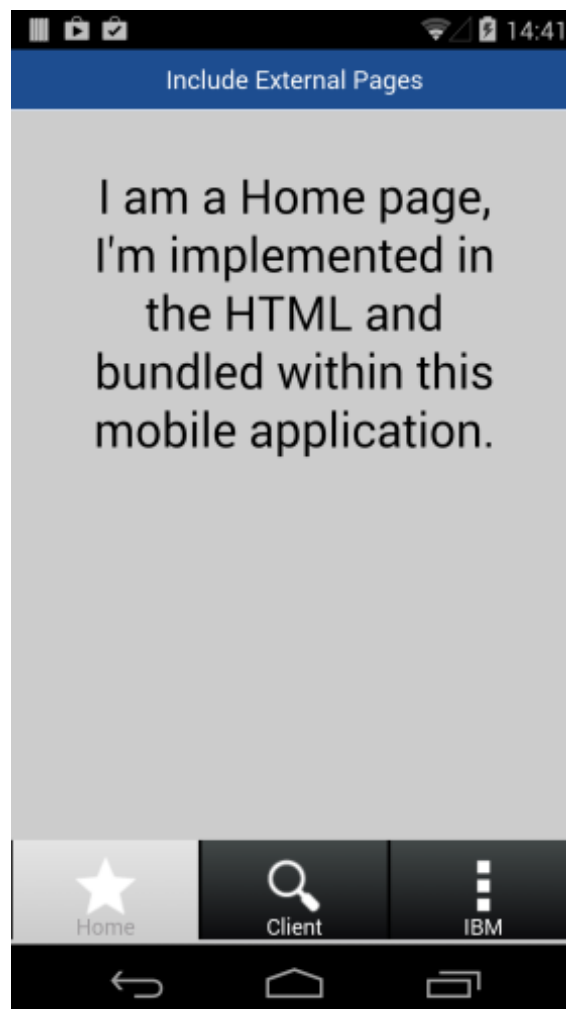 14:41
Include External Pages
I am a Home page,
I'm implemented in
the HTML and
bundled within this
mobile application.
Home
Client
IBM